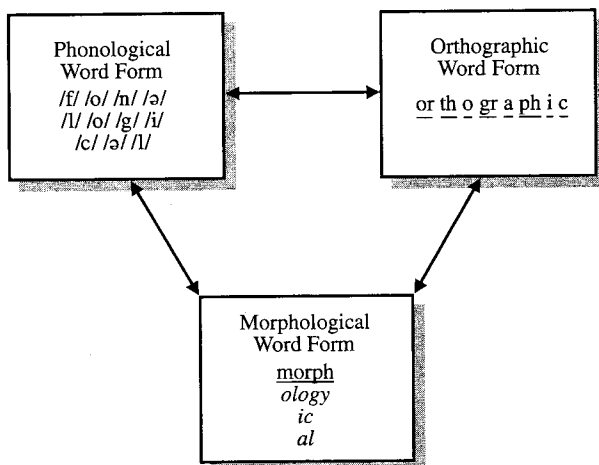 Phonological
Word Form
/f/ /o/ /n/ /ə/
/l/ /o/ /g/ /i/
/c/ /ə/ /l/
Orthographic
Word Form
or th o gr a ph i c
Morphological
Word Form
morph
ology
ic
al